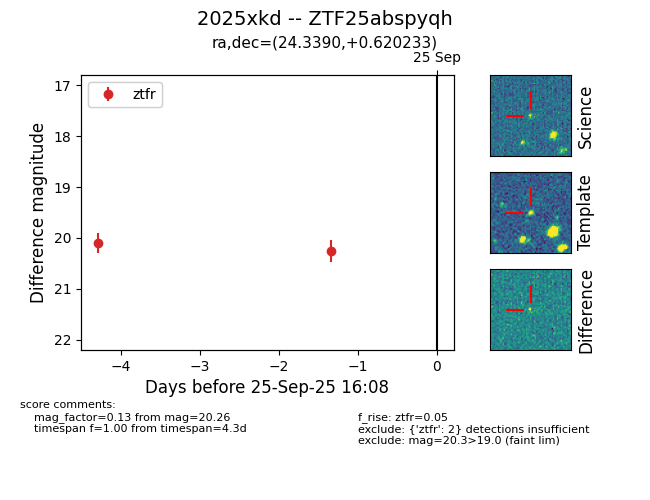 2025xkd -- ZTF25abspyqh
ra,dec=(24.3390,+0.620233)
25 Sep
ztfr
17
18
19
20
21
22
Difference magnitude
−4
−3
−2
−1
0
Days before 25-Sep-25 16:08
Science
Template
Difference
score comments:
mag_factor=0.13 from mag=20.26
timespan f=1.00 from timespan=4.3d
f_rise: ztfr=0.05
exclude: {'ztfr': 2} detections insufficient
exclude: mag=20.3>19.0 (faint lim)